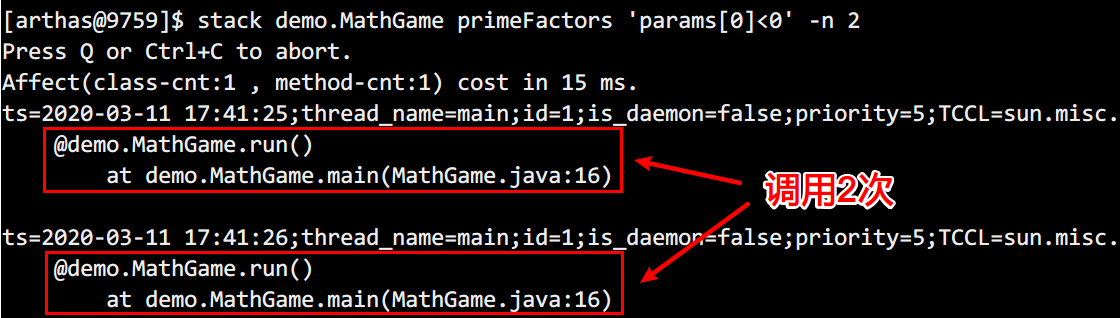 [arthas@9759]$ stack demo.MathGame primeFactors 'params[0]<0' -n 2
Press Q or Ctrl+C to abort.
Affect(class-cnt:1 , method-cnt:1) cost in 15 ms.
ts=2020-03-11 17:41:25;thread_name=main;id=1;is_daemon=false;priority=5;TCCL=sun.misc.
@demo.MathGame.run()
at demo.MathGame.main(MathGame.java:16)
调用2次
ts=2020-03-11 17:41:26;thread_name=main;id=1;is_daemon=false;priority=5;TCCL=sun.misc.
@demo.MathGame.run()
at demo.MathGame.main(MathGame.java:16)